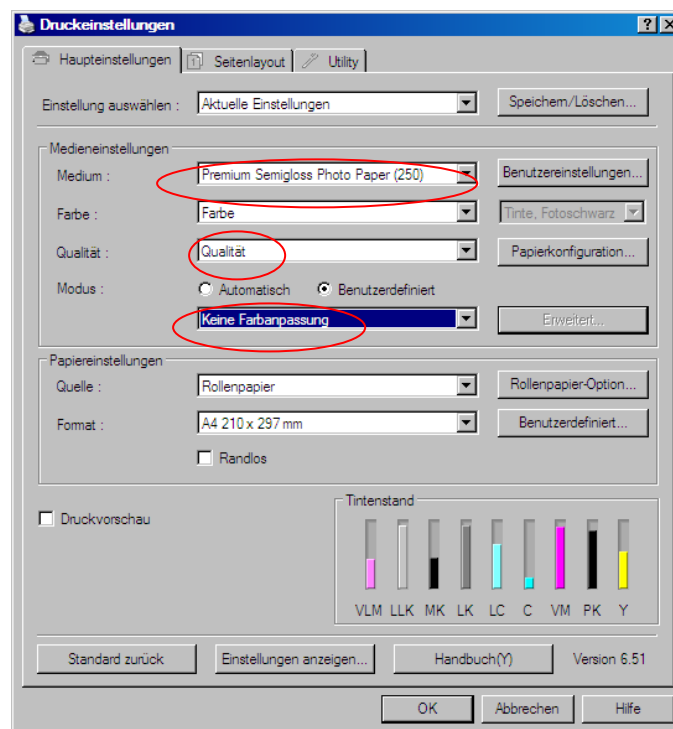 Druckeinstellungen
Haupteinstellungen Seitenlayout Utility
Einstellung auswählen : Aktuelle Einstellungen Speichern/Löschen...
Medieneinstellungen
Medium : Premium Semigloss Photo Paper (250) Benutzereinstellungen...
Farbe : Farbe Tinte, Fotoschwarz
Qualität : Qualität Papierkonfiguration...
Modus : Automatisch Benutzerdefiniert
Keine Farbanpassung Erweitert...
Papiereinstellungen
Quelle : Rollenpapier Rollenpapier-Option...
Format : A4 210 x 297 mm Benutzerdefiniert...
Randlos
Tintenstand
Druckvorschau
VLM LLK MK LK LC C VM PK Y
Standard zurück Einstellungen anzeigen... Handbuch(Y) Version 6.51
OK Abbrechen Hilfe